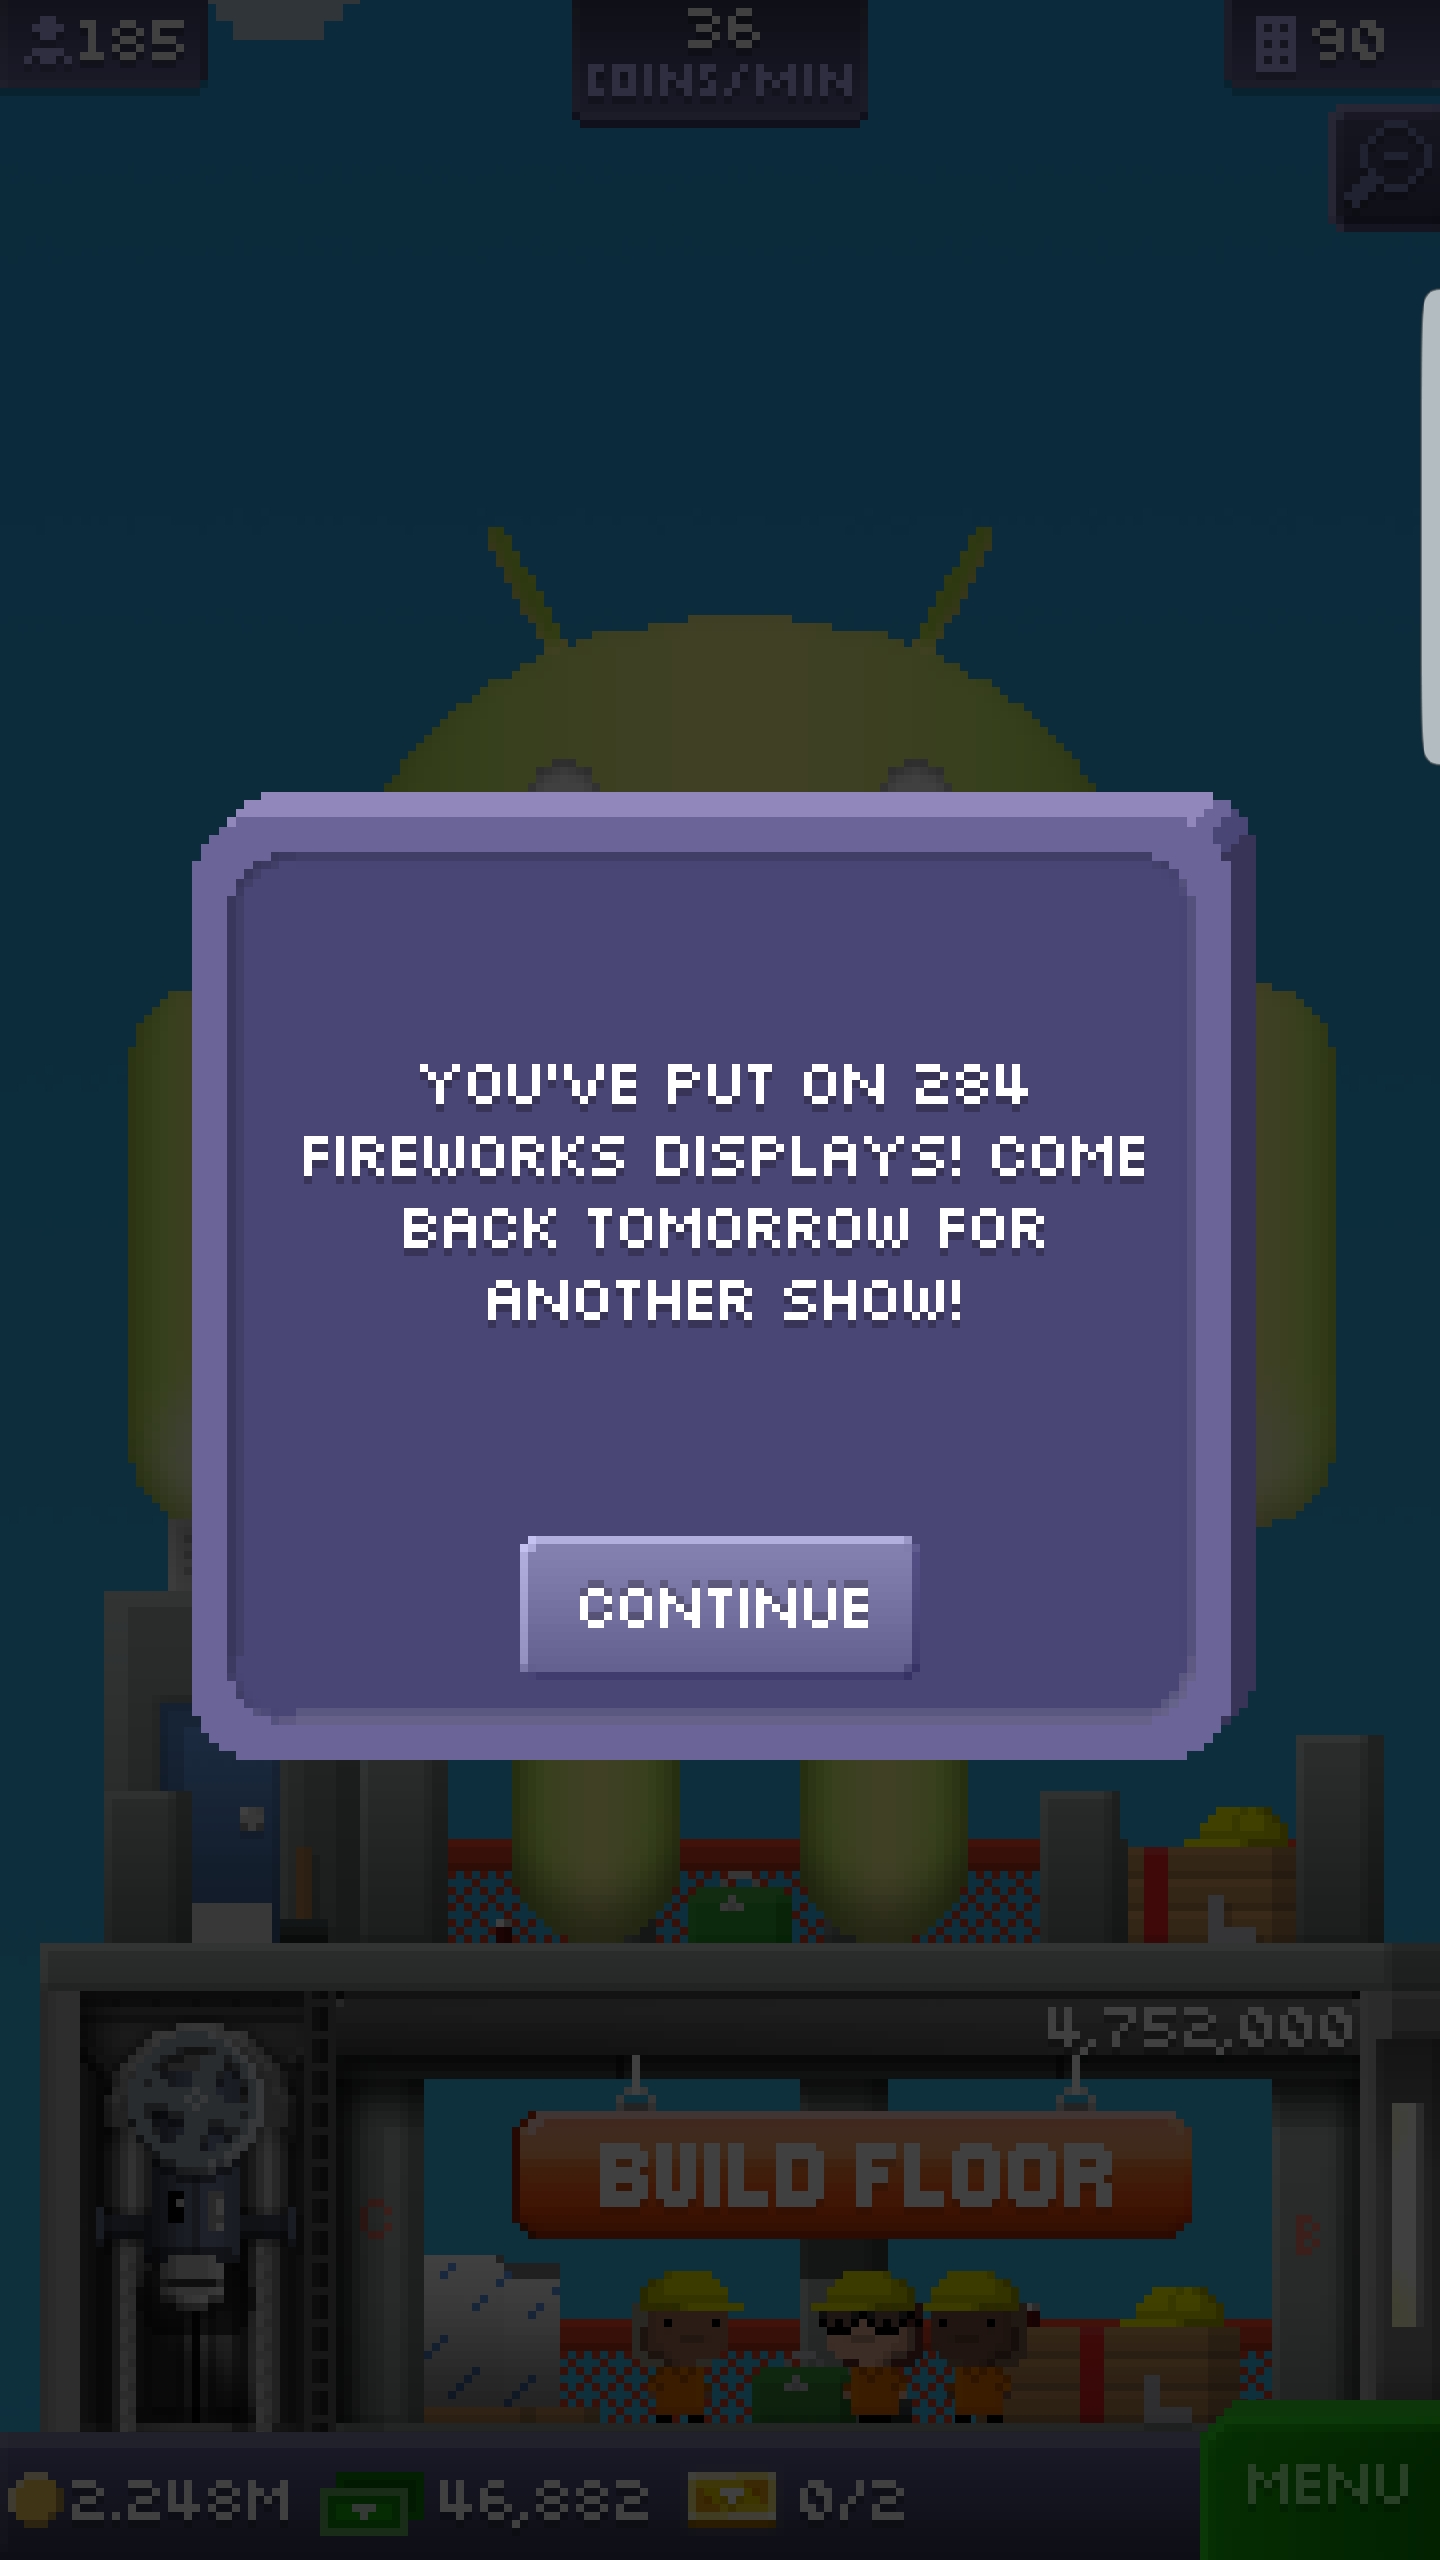 185
36
COINS/MIN
90
YOU'VE PUT ON 284
FIREWORKS DISPLAYS! COME
BACK TOMORROW FOR
ANOTHER SHOW!
CONTINUE
4,752,000
BUILD FLOOR
C
B
L
L
2.248M
46,882
0/2
MENU